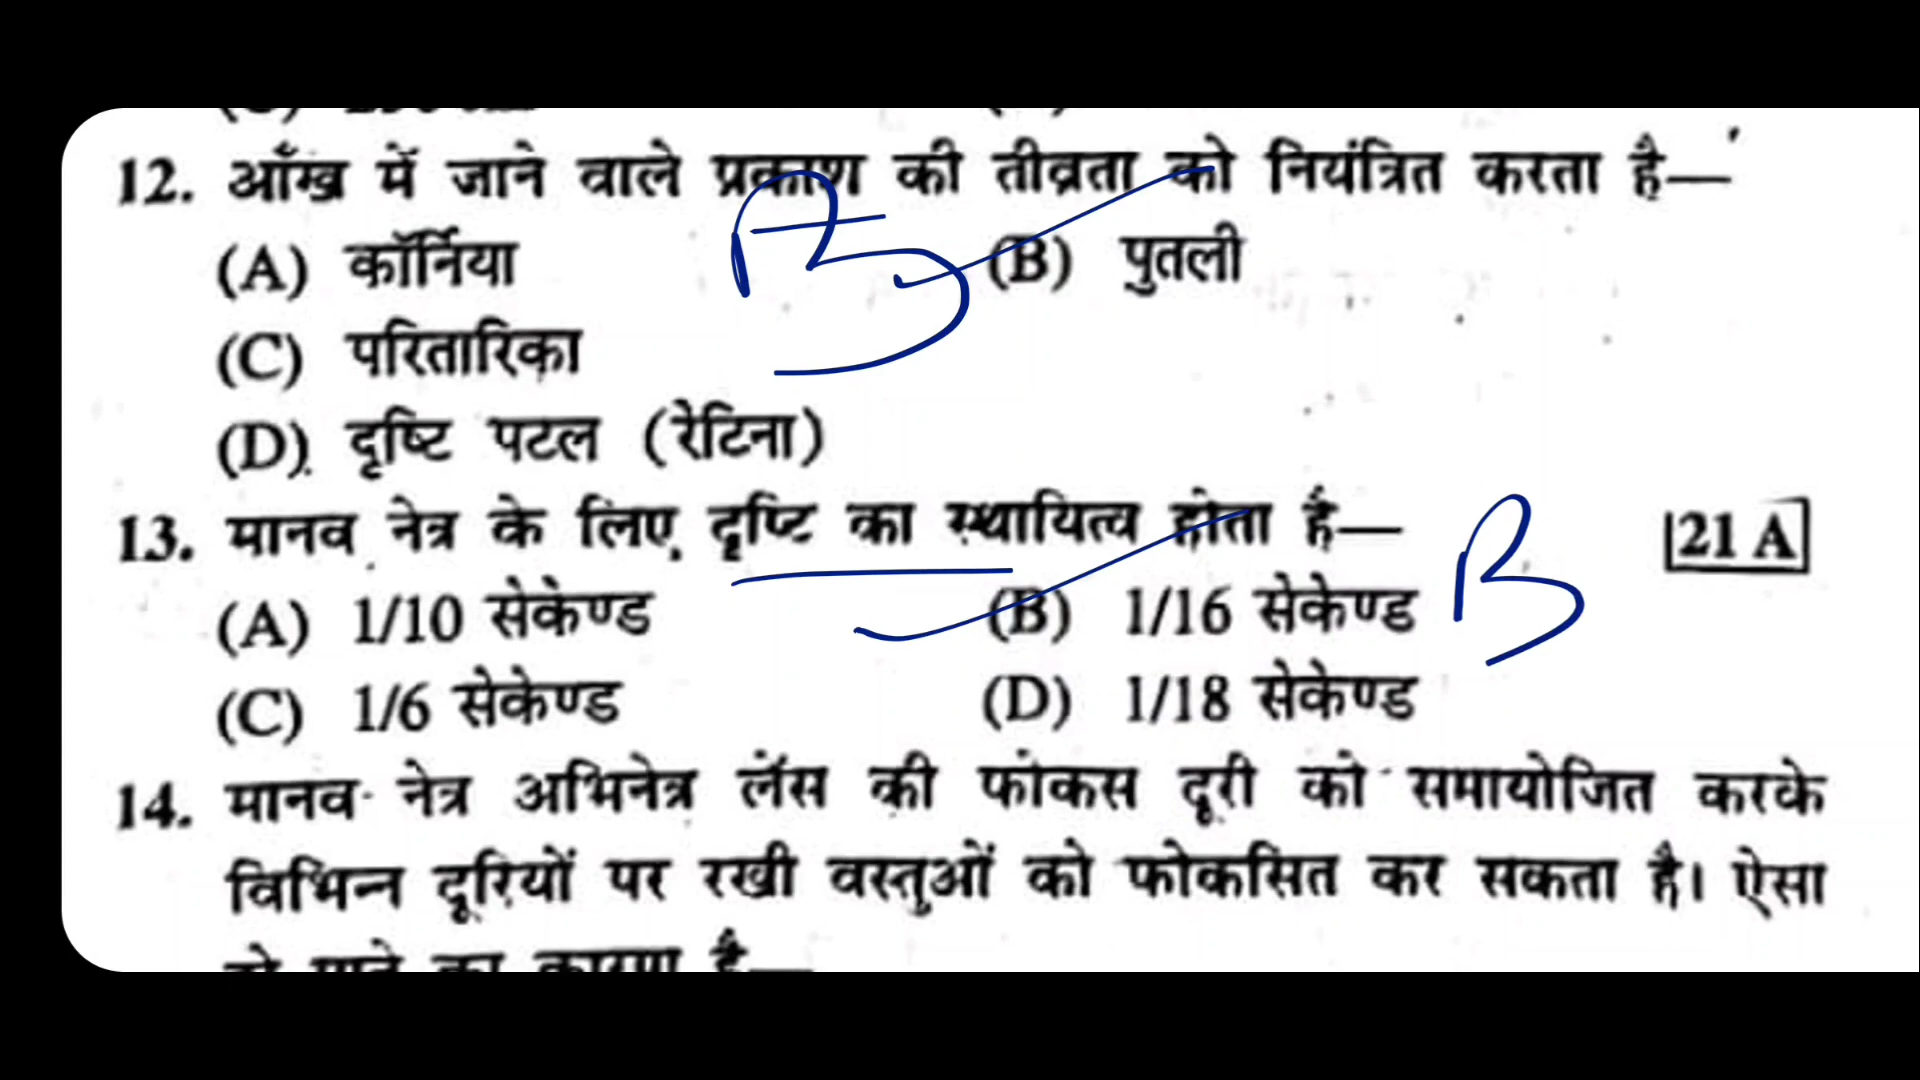 12. आँख में जाने वाले प्रकाश की तीव्रता को नियंत्रित करता है—
(A) कॉर्निया (B) पुतली
B
(C) परितारिका
(D) दृष्टि पटल (रेटिना)
13. मानव नेत्र के लिए दृष्टि का स्थायित्व होता है— 21 A
(A) 1/10 सेकेण्ड (B) 1/16 सेकेण्ड B
(C) 1/6 सेकेण्ड (D) 1/18 सेकेण्ड
14. मानव नेत्र अभिनेत्र लेंस की फोकस दूरी को समायोजित करके
विभिन्न दूरियों पर रखी वस्तुओं को फोकसित कर सकता है। ऐसा
हो पाने का कारण है—